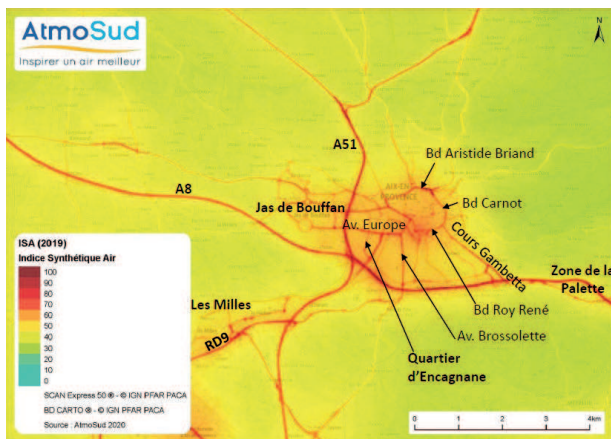 AtmoSud
Inspirer un air meilleur
N
A51
Bd Aristide Briand
A8
AIX-EN-PROVENCE
Bd Carnot
Jas de Bouffan
Av. Europe
Cours Gambetta
Zone de la
Palette
Les Milles
Bd Roy René
RD9
Av. Brossolette
Quartier
d'Encagnane
ISA (2019)
Indice Synthétique Air
100
90
80
70
60
50
40
30
20
10
0
SCAN Express 50 ® - © IGN PFAR PACA
BD CARTO ® - © IGN PFAR PACA
Source : AtmoSud 2020
0 1 2 3 4km